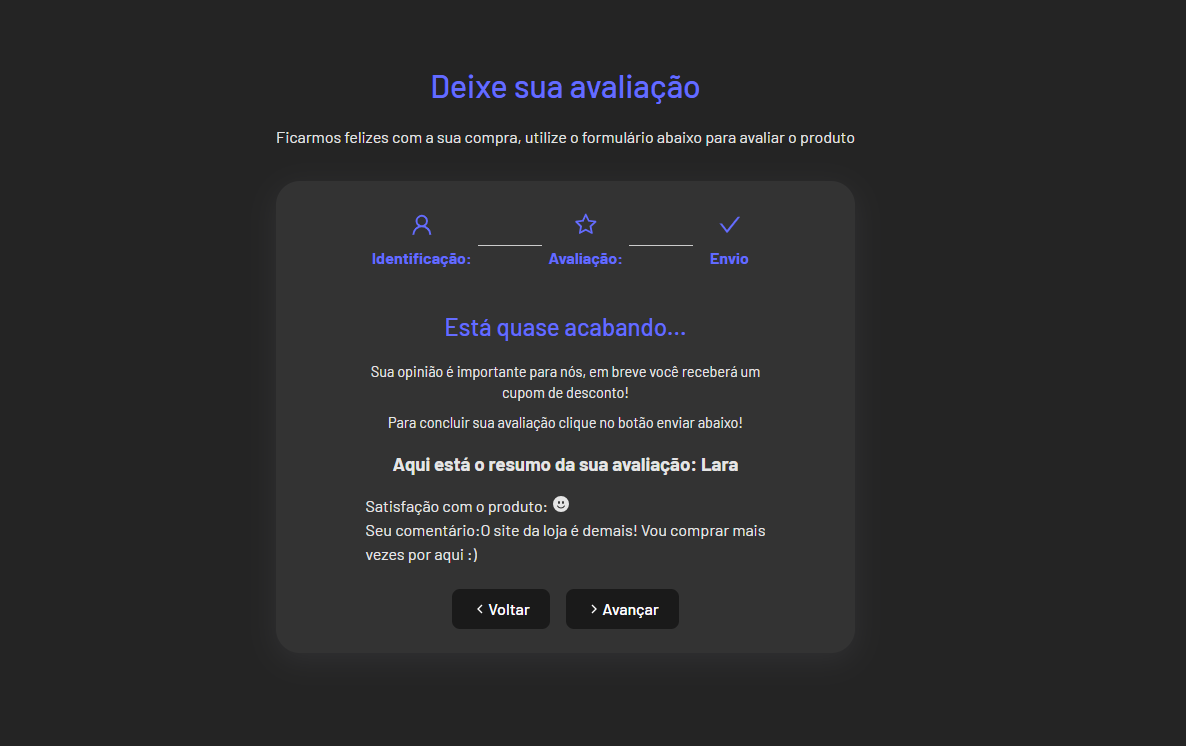 Deixe sua avaliação
Ficarmos felizes com a sua compra, utilize o formulário abaixo para avaliar o produto
Identificação:
Avaliação:
Envio
Está quase acabando...
Sua opinião é importante para nós, em breve você receberá um
cupom de desconto!
Para concluir sua avaliação clique no botão enviar abaixo!
Aqui está o resumo da sua avaliação: Lara
Satisfação com o produto:
Seu comentário:O site da loja é demais! Vou comprar mais
vezes por aqui :)
Voltar
Avançar